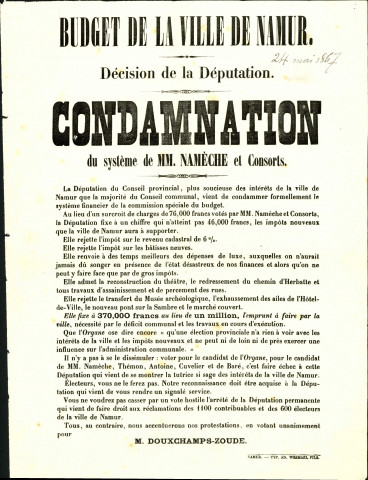 BUDGET DE LA VILLE DE NAMUR.
24 mai 1867
Décision de la Députation.
CONDAMNATION
du système de MM. NAMÈCHE et Consorts.
La Députation du Conseil provincial, plus soucieuse des intérêts de la ville de
Namur que la majorité du Conseil communal, vient de condamner formellement le
système financier de la commission spéciale du budget.
Au lieu d'un surcroit de charges de 76,000 francs votés par MM. Namèche et Consorts,
la Députation fixe à un chiffre qui n'atteint pas 46,000 francs, les impôts nouveaux
que la ville de Namur aura à supporter.
Elle rejette l'impôt sur le revenu cadastral de 6 %.
Elle rejette l'impôt sur les bâtisses neuves.
Elle renvoie à des temps meilleurs des dépenses de luxe, auxquelles on n'aurait
jamais dû songer en présence de l'état désastreux de nos finances et alors qu'on ne
peut y faire face que par de gros impôts.
Elle admet la reconstruction du théâtre, le redressement du chemin d'Herbatte et
tous travaux d'assainissement et de percement des rues.
Elle rejette le transfert du Musée archéologique, l'exhaussement des ailes de l'Hôtel-
de-Ville, le nouveau pont sur la Sambre et le marché couvert.
Elle fixe à 370,000 francs au lieu de un million, l'emprunt à faire par la
ville, nécessité par le déficit communal et les travaux en cours d'exécution.
Que l'Organe ose dire encore « qu'une élection provinciale n'a rien à voir avec les
intérêts de la ville et les impôts nouveaux et ne peut ni de loin ni de près exercer une
influence sur l'administration communale. »
Il n'y a pas à se le dissimuler : voter pour le candidat de l'Organe, pour le candidat
de MM. Namèche, Thémon, Antoine, Cuvelier et de Baré, c'est faire échec à cette
Députation qui vient de se montrer la tutrice si sage des intérêts de la ville de Namur.
Électeurs, vous ne le ferez pas. Notre reconnaissance doit être acquise à la Dépu-
tation qui vient de vous rendre un signalé service.
Vous ne voudrez pas casser par un vote hostile l'arrêté de la Députation permanente
qui vient de faire droit aux réclamations des 1100 contribuables et des 600 électeurs
de la ville de Namur.
Tous, au contraire, nous accentuerons nos protestations, en votant unanimement
pour
M. DOUXCHAMPS-ZOUDE.
NAMUR. — TYP. AD. WESMAEL, FILS.